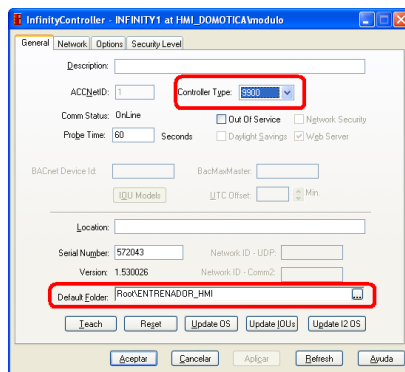 InfinityController - INFINITY1 at HMI_DOMOTICA\modulo
General Network Options Security Level
Description:
ACCNetID: 1 Controller Type: 9900
Comm Status: OnLine Out Of Service Network Security
Probe Time: 60 Seconds Daylight Savings Web Server
BACnet Device Id: BacMaxMaster:
IOU Models UTC Offset: Min.
Location:
Serial Number: 572043 Network ID - UDP:
Version: 1.530026 Network ID - Comm2:
Default Folder: Root\ENTRENADOR_HMI ...
Teach Reset Update OS Update IOUs Update I2 OS
Aceptar Cancelar Aplicar Refresh Ayuda